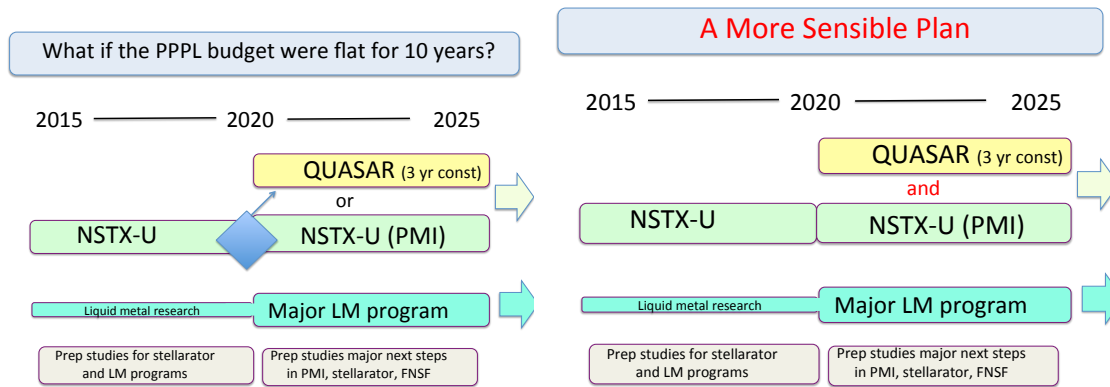 What if the PPPL budget were flat for 10 years?
2015 2020 2025
QUASAR (3 yr const)
or
NSTX-U
NSTX-U (PMI)
Liquid metal research
Major LM program
Prep studies for stellarator
and LM programs
Prep studies major next steps
in PMI, stellarator, FNSF
A More Sensible Plan
2015 2020 2025
QUASAR (3 yr const)
and
NSTX-U
NSTX-U (PMI)
Liquid metal research
Major LM program
Prep studies for stellarator
and LM programs
Prep studies major next steps
in PMI, stellarator, FNSF